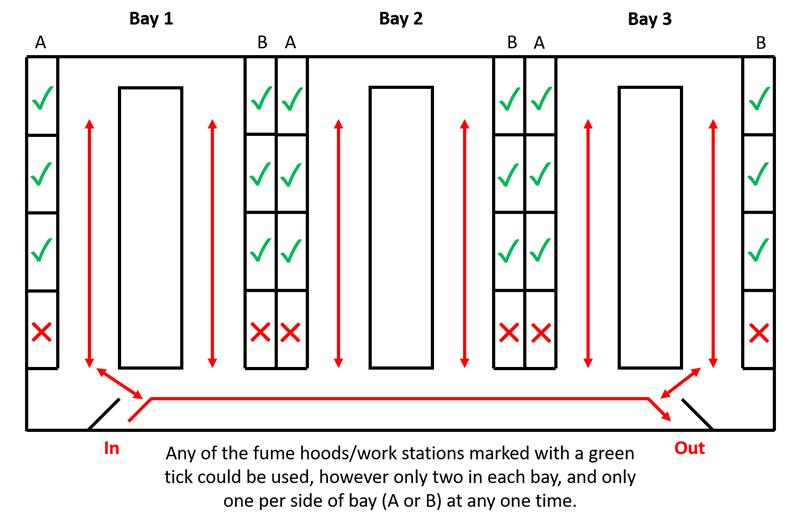 Bay 1 Bay 2 Bay 3
A B A B A B
In Out
Any of the fume hoods/work stations marked with a green
tick could be used, however only two in each bay, and only
one per side of bay (A or B) at any one time.